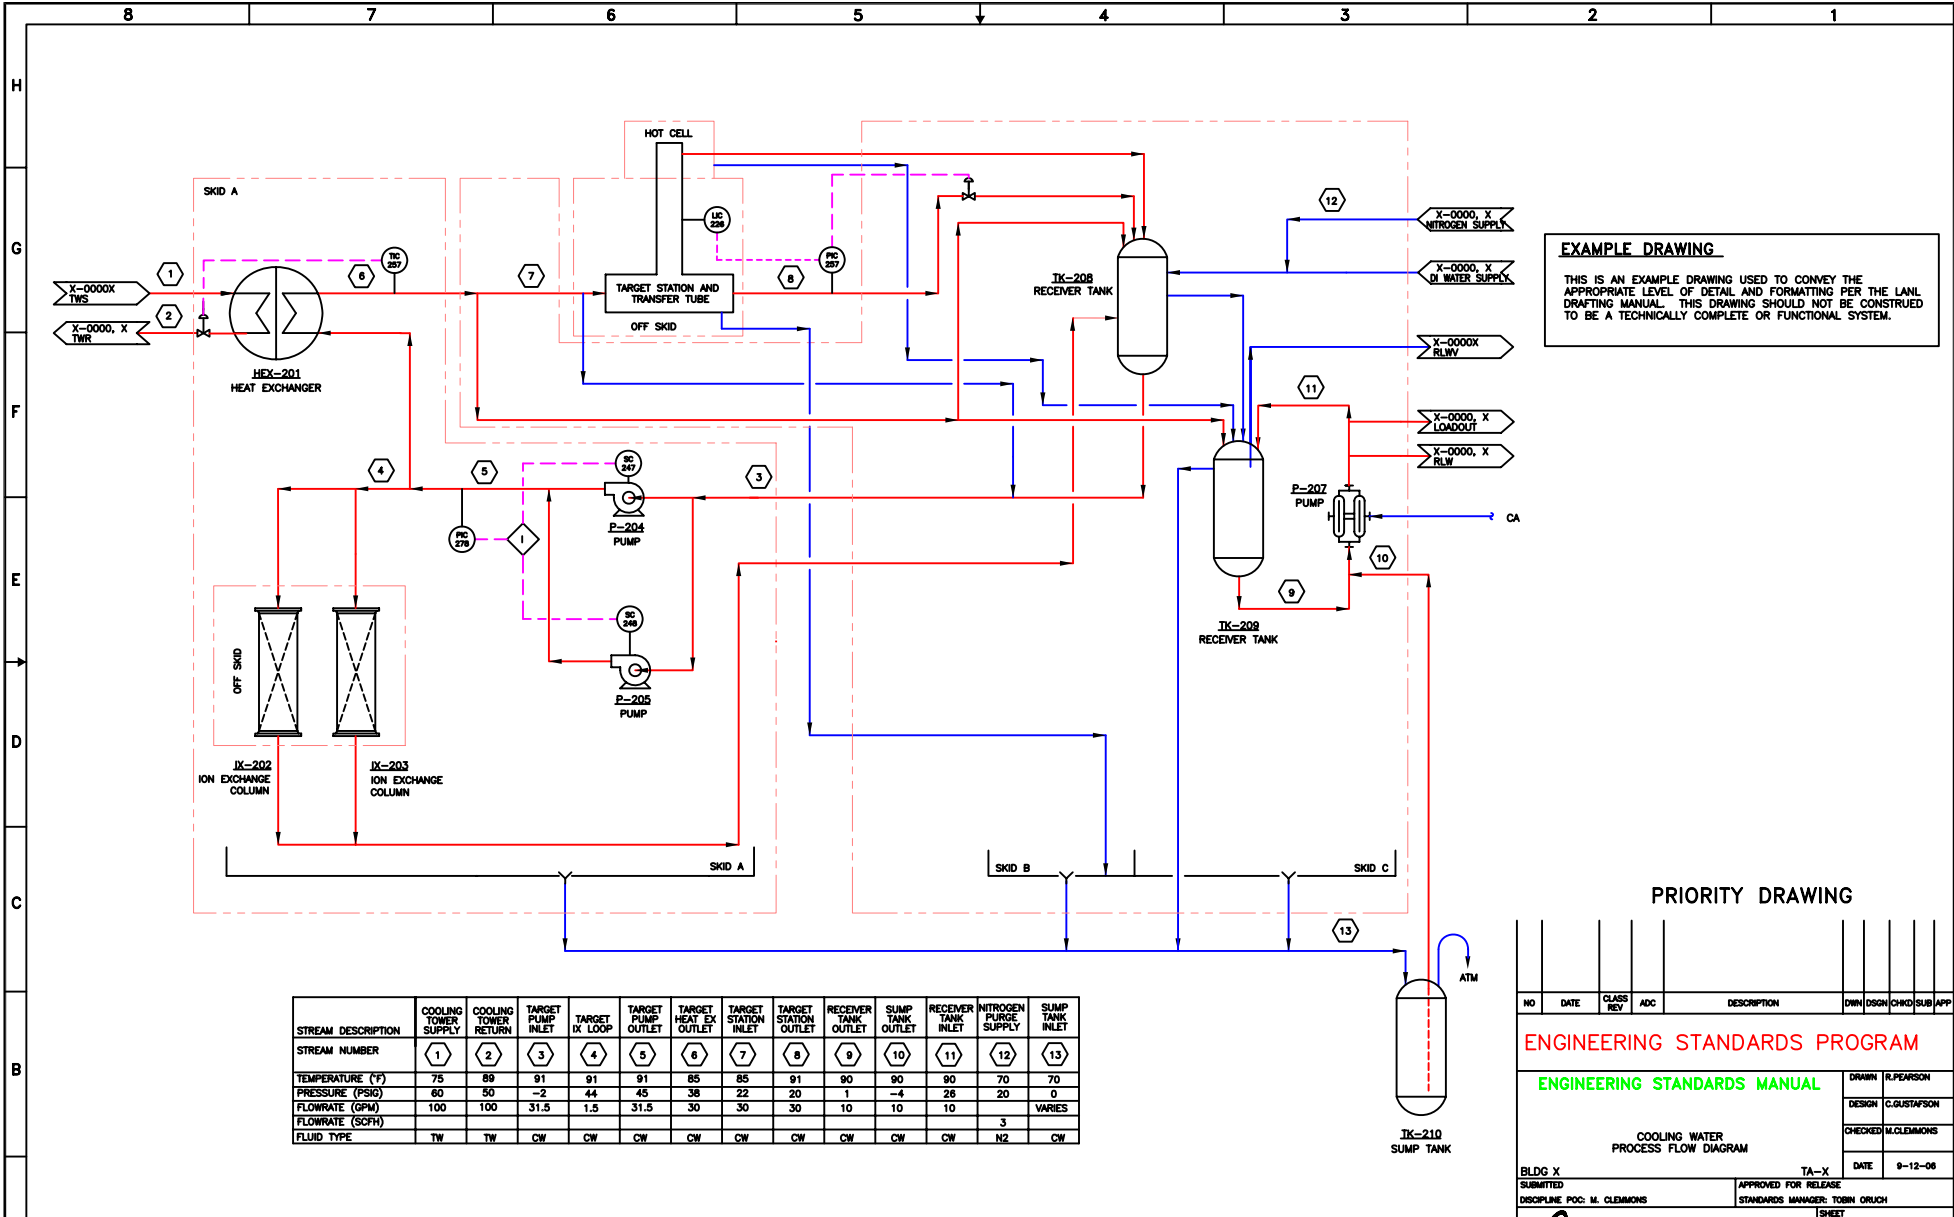 8 7 6 5 4 3 2 1
H
G
F
E
D
C
B
HOT CELL
SKID A
TIC
257
LIC
226
PIC
257
1
6
7
8
12
2
X-0000X
TWS
X-0000, X
TWR
TARGET STATION AND
TRANSFER TUBE
OFF SKID
HEX-201
HEAT EXCHANGER
TK-208
RECEIVER TANK
X-0000, X
NITROGEN SUPPLY
X-0000, X
DI WATER SUPPLY
X-0000X
RLWV
X-0000, X
LOADOUT
X-0000, X
RLW
EXAMPLE DRAWING
THIS IS AN EXAMPLE DRAWING USED TO CONVEY THE
APPROPRIATE LEVEL OF DETAIL AND FORMATTING PER THE LANL
DRAFTING MANUAL. THIS DRAWING SHOULD NOT BE CONSTRUED
TO BE A TECHNICALLY COMPLETE OR FUNCTIONAL SYSTEM.
11
4
5
SC
247
3
P-204
PUMP
PIC
278
I
P-207
PUMP
CA
10
9
SC
248
P-205
PUMP
TK-209
RECEIVER TANK
OFF SKID
IX-202
ION EXCHANGE
COLUMN
IX-203
ION EXCHANGE
COLUMN
SKID A
SKID B
SKID C
13
ATM
TK-210
SUMP TANK
STREAM DESCRIPTION COOLING TOWER SUPPLY COOLING TOWER RETURN TARGET PUMP INLET TARGET IX LOOP TARGET PUMP OUTLET TARGET HEAT EX OUTLET TARGET STATION INLET TARGET STATION OUTLET RECEIVER TANK OUTLET SUMP TANK OUTLET RECEIVER TANK INLET NITROGEN PURGE SUPPLY SUMP TANK INLET
STREAM NUMBER 1 2 3 4 5 6 7 8 9 10 11 12 13
TEMPERATURE (°F) 75 89 91 91 91 85 85 91 90 90 90 70 70
PRESSURE (PSIG) 60 50 -2 44 45 38 22 20 1 -4 26 20 0
FLOWRATE (GPM) 100 100 31.5 1.5 31.5 30 30 30 10 10 10 VARIES
FLOWRATE (SCFH) 3
FLUID TYPE TW TW CW CW CW CW CW CW CW CW CW N2 CW
PRIORITY DRAWING
NO DATE CLASS REV ADC DESCRIPTION DWN DSGN CHKD SUB APP
ENGINEERING STANDARDS PROGRAM
ENGINEERING STANDARDS MANUAL
DRAWN R.PEARSON
DESIGN C.GUSTAFSON
CHECKED M.CLEMMONS
COOLING WATER
PROCESS FLOW DIAGRAM
BLDG X TA-X
DATE 9-12-06
SUBMITTED
DISCIPLINE POC: M. CLEMMONS
APPROVED FOR RELEASE
STANDARDS MANAGER: TOBIN ORUCH
SHEET